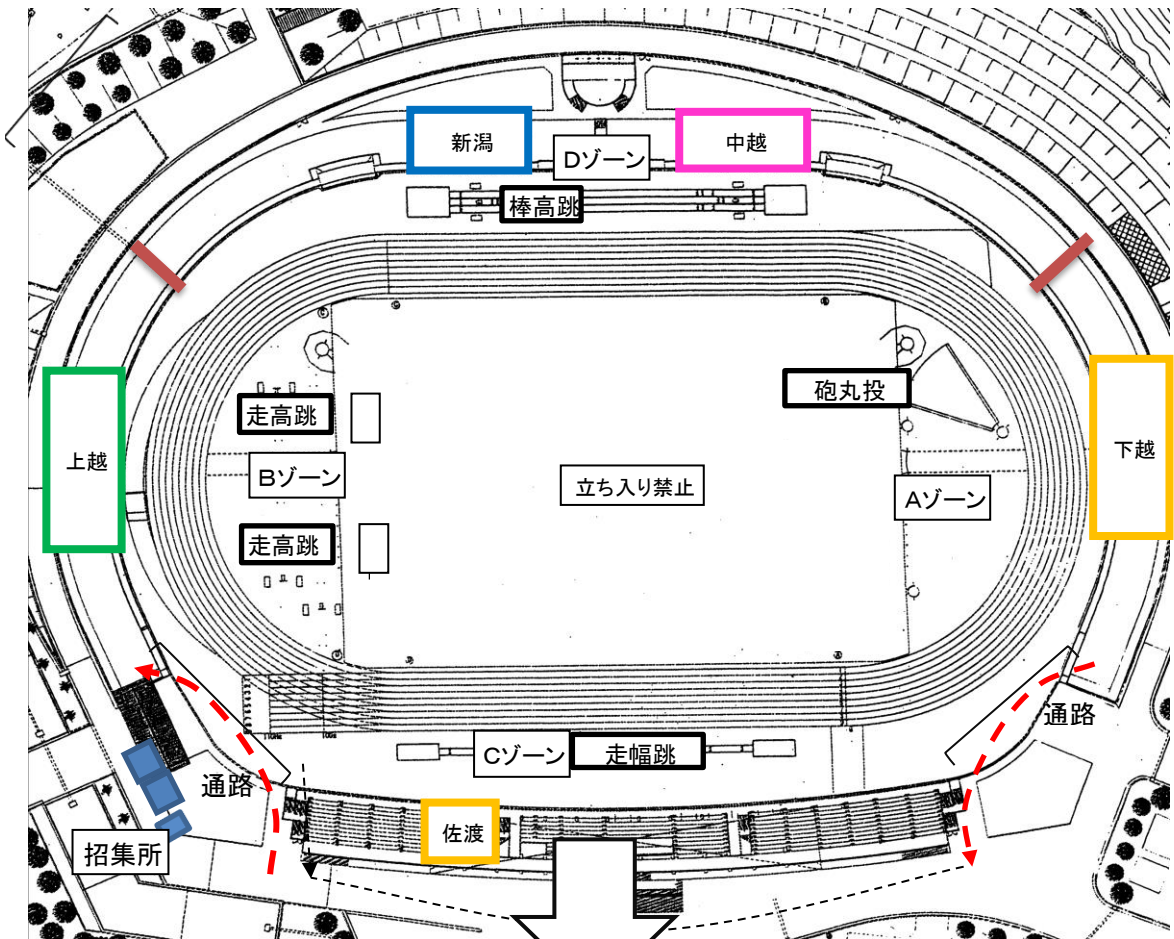 新潟
中越
Dゾーン
棒高跳
走高跳
砲丸投
上越
下越
Bゾーン
立ち入り禁止
Aゾーン
走高跳
通路
Cゾーン
走幅跳
通路
佐渡
招集所